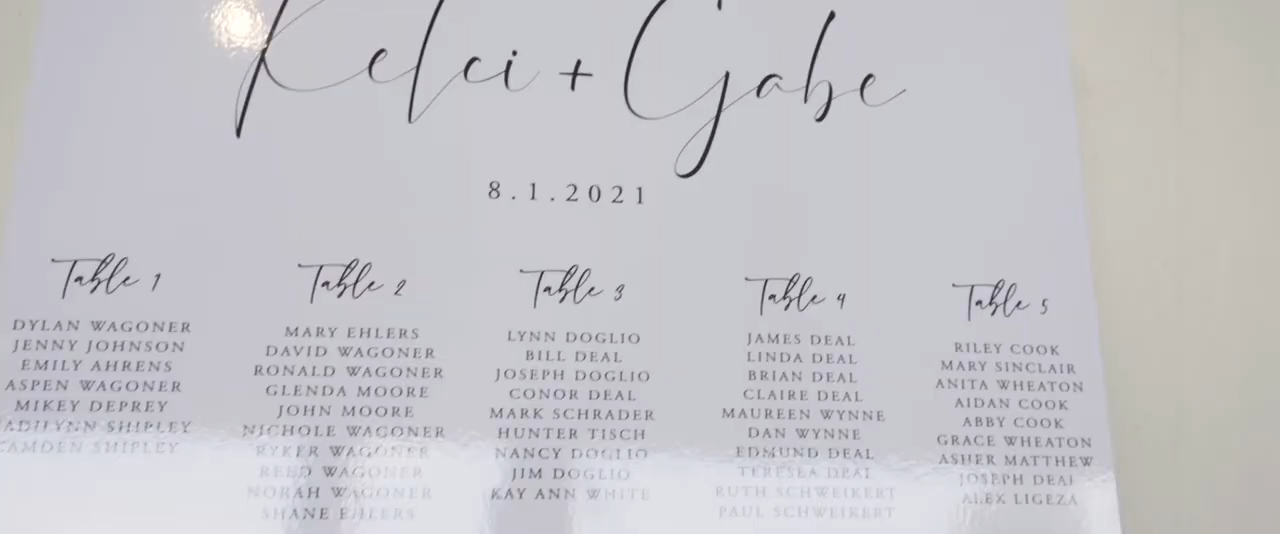 Kelci + Gabe
8.1.2021
Table 1
DYLAN WAGONER
JENNY JOHNSON
EMILY AHRENS
ASPEN WAGONER
MIKEY DEPREY
SHIPLEY
CAMDEN SHIPLEY
Table 2
MARY EHLERS
DAVID WAGONER
RONALD WAGONER
GLENDA MOORE
JOHN MOORE
NICHOLE WAGONER
RYKER WAGONER
REED WAGONER
NORAH WAGONER
SHANE EHLERS
Table 3
LYNN DOGLIO
BILL DEAL
JOSEPH DOGLIO
CONOR DEAL
MARK SCHRADER
HUNTER TISCH
NANCY DOGLIO
JIM DOGLIO
KAY ANN WHITE
Table 4
JAMES DEAL
LINDA DEAL
BRIAN DEAL
CLAIRE DEAL
MAUREEN WYNNE
DAN WYNNE
EDMUND DEAL
TERESEA DEAL
RUTH SCHWEIKERT
PAUL SCHWEIKERT
Table 5
RILEY COOK
MARY SINCLAIR
ANITA WHEATON
AIDAN COOK
ABBY COOK
GRACE WHEATON
ASHER MATTHEW
JOSEPH DEAL
ALEX LIGEZA